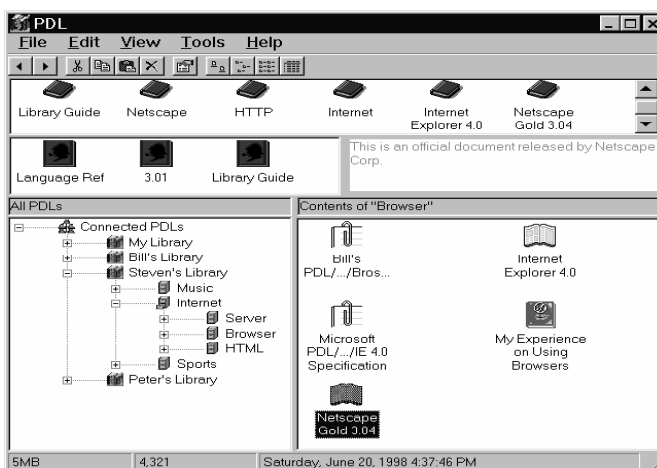 PDL
File Edit View Tools Help
Library Guide Netscape HTTP Internet Internet Explorer 4.0 Netscape Gold 3.04
Language Ref 3.01 Library Guide
This is an official document released by Netscape
Corp.
All PDLs
Connected PDLs
My Library
Bill's Library
Steven's Library
Music
Internet
Server
Browser
HTML
Sports
Peter's Library
Contents of "Browser"
Bill's
PDL/.../Bros...
Internet
Explorer 4.0
Microsoft
PDL/.../IE 4.0
Specification
My Experience
on Using
Browsers
Netscape
Gold 3.04
5MB 4,321 Saturday, June 20, 1998 4:37:46 PM